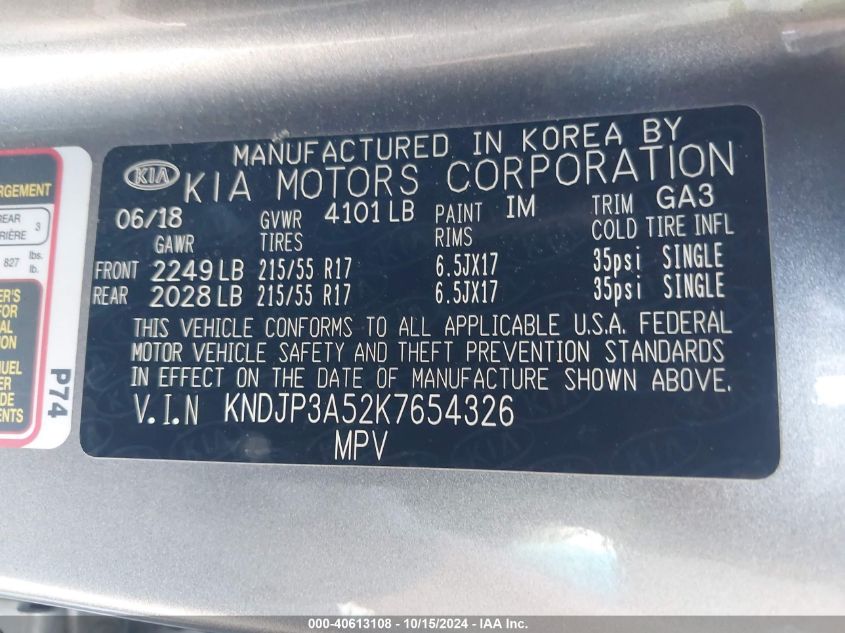 MANUFACTURED IN KOREA BY
KIA KIA MOTORS CORPORATION
06/18 GVWR 4101 LB PAINT IM TRIM GA3
GAWR TIRES RIMS COLD TIRE INFL
FRONT 2249 LB 215/55 R17 6.5JX17 35psi SINGLE
REAR 2028 LB 215/55 R17 6.5JX17 35psi SINGLE
THIS VEHICLE CONFORMS TO ALL APPLICABLE U.S.A. FEDERAL
MOTOR VEHICLE SAFETY AND THEFT PREVENTION STANDARDS
IN EFFECT ON THE DATE OF MANUFACTURE SHOWN ABOVE.
V.I.N KNDJP3A52K7654326
MPV
3
827 lbs.
lb.
P74
000-40613108 - 10/15/2024 - IAA Inc.